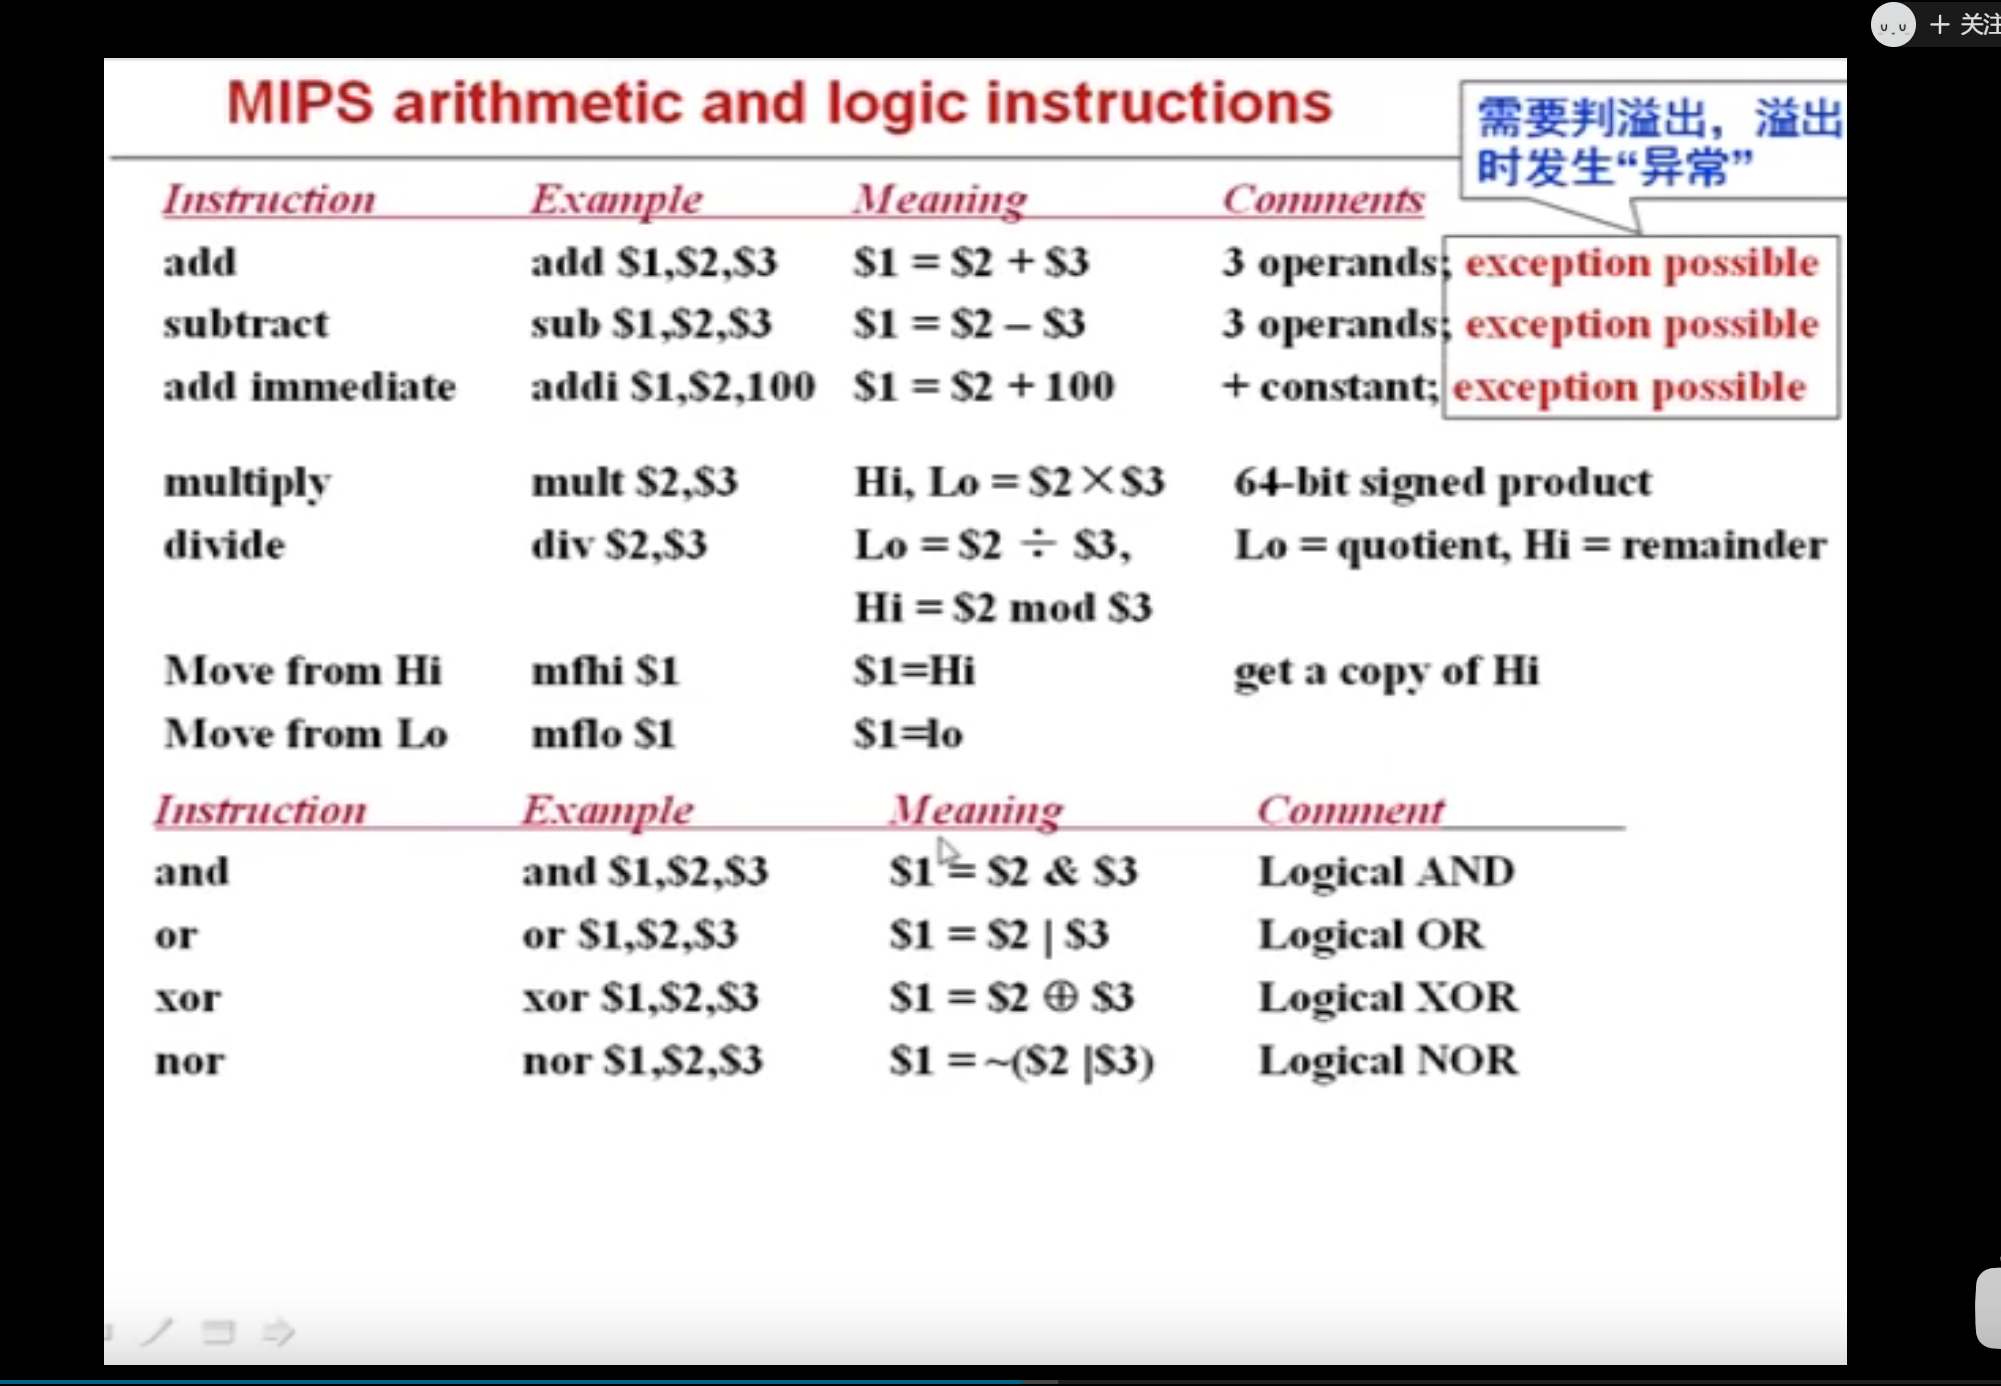 + 关注
MIPS arithmetic and logic instructions
需要判溢出，溢出
时发生“异常”
Instruction Example Meaning Comments
add add $1,$2,$3 $1 = $2 + $3 3 operands; exception possible
subtract sub $1,$2,$3 $1 = $2 – $3 3 operands; exception possible
add immediate addi $1,$2,100 $1 = $2 + 100 + constant; exception possible
multiply mult $2,$3 Hi, Lo = $2×$3 64-bit signed product
divide div $2,$3 Lo = $2 ÷ $3, Lo = quotient, Hi = remainder
Hi = $2 mod $3
Move from Hi mfhi $1 $1=Hi get a copy of Hi
Move from Lo mflo $1 $1=lo
Instruction Example Meaning Comment
and and $1,$2,$3 $1 = $2 & $3 Logical AND
or or $1,$2,$3 $1 = $2 | $3 Logical OR
xor xor $1,$2,$3 $1 = $2 ⊕ $3 Logical XOR
nor nor $1,$2,$3 $1 = ~($2 |$3) Logical NOR